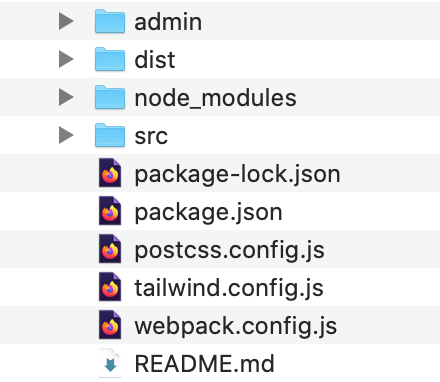 admin
dist
node_modules
src
package-lock.json
package.json
postcss.config.js
tailwind.config.js
webpack.config.js
README.md